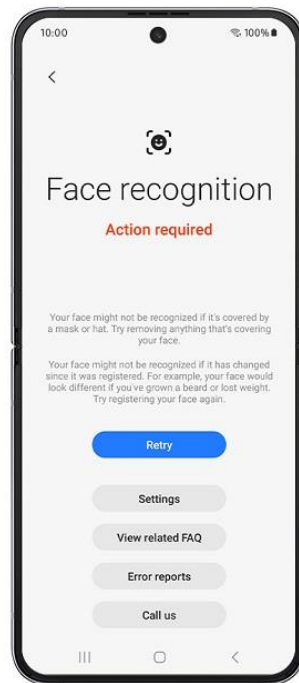 10:00
100%
Face recognition
Action required
Your face might not be recognized if it's covered by
a mask or hat. Try removing anything that's covering
your face.
Your face might not be recognized if it has changed
since it was registered. For example, your face would
look different if you've grown a beard or lost weight.
Try registering your face again.
Retry
Settings
View related FAQ
Error reports
Call us